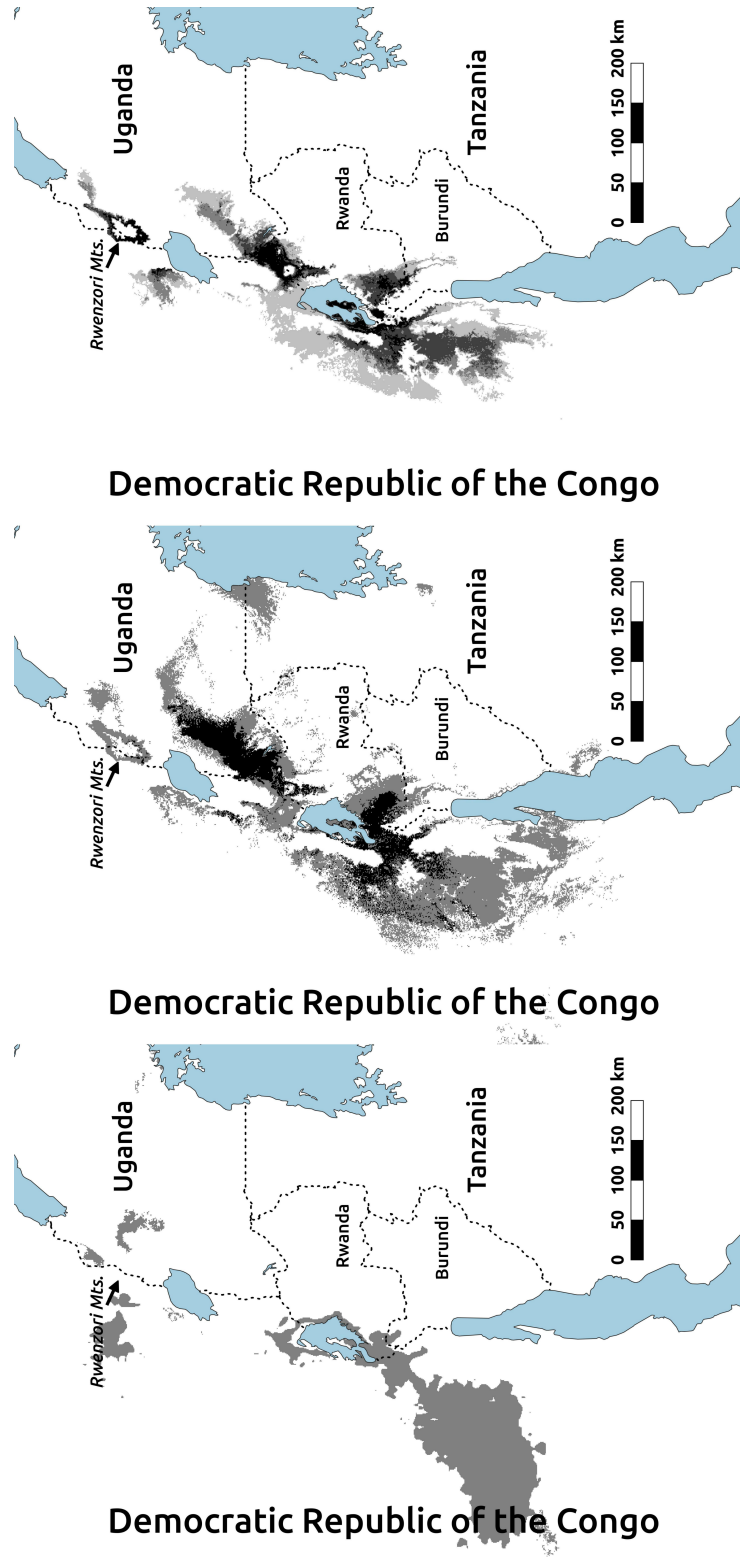 Uganda
Rwenzori Mts.
Rwanda
Burundi
Tanzania
0 50 100 150 200 km
Democratic Republic of the Congo
Uganda
Rwenzori Mts.
Rwanda
Burundi
Tanzania
0 50 100 150 200 km
Democratic Republic of the Congo
Uganda
Rwenzori Mts.
Rwanda
Burundi
Tanzania
0 50 100 150 200 km
Democratic Republic of the Congo